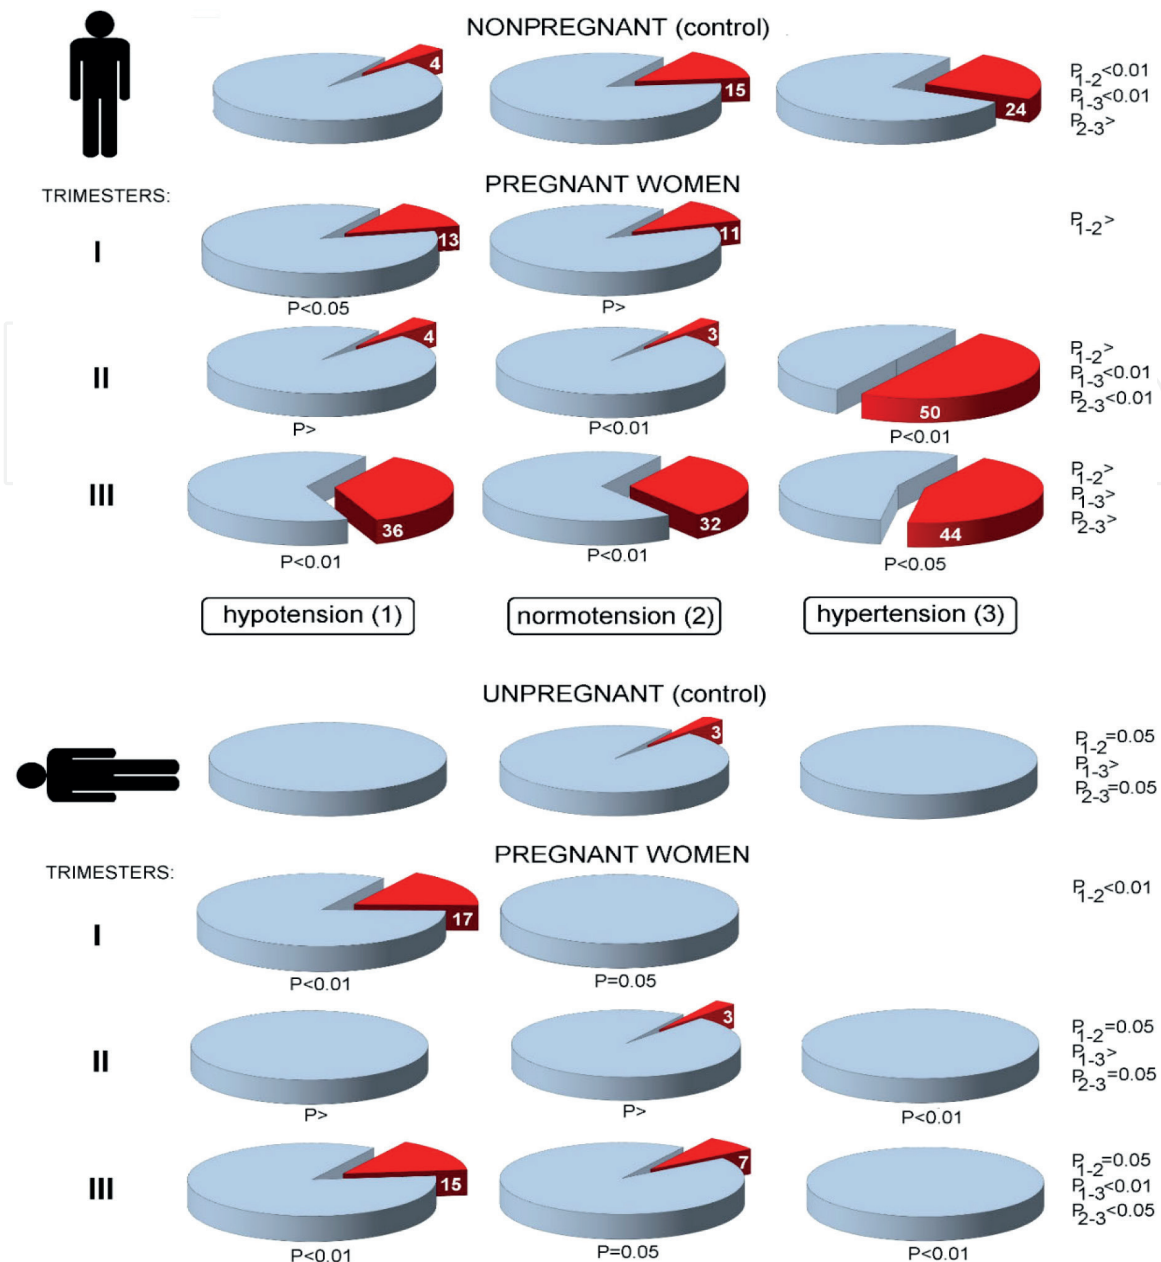 NONPREGNANT (control)
4
15
24
P1-2<0.01
P1-3<0.01
P2-3>
TRIMESTERS:
PREGNANT WOMEN
I
13
11
P1-2>
P<0.05
P>
II
4
3
50
P1-2>
P1-3<0.01
P2-3<0.01
P>
P<0.01
P<0.01
III
36
32
44
P1-2>
P1-3>
P2-3>
P<0.01
P<0.01
P<0.05
hypotension (1)
normotension (2)
hypertension (3)
UNPREGNANT (control)
3
P1-2=0.05
P1-3>
P2-3=0.05
TRIMESTERS:
PREGNANT WOMEN
I
17
P1-2<0.01
P<0.01
P=0.05
II
3
P1-2=0.05
P1-3>
P2-3=0.05
P>
P>
P<0.01
III
15
7
P1-2=0.05
P1-3<0.01
P2-3<0.05
P<0.01
P=0.05
P<0.01